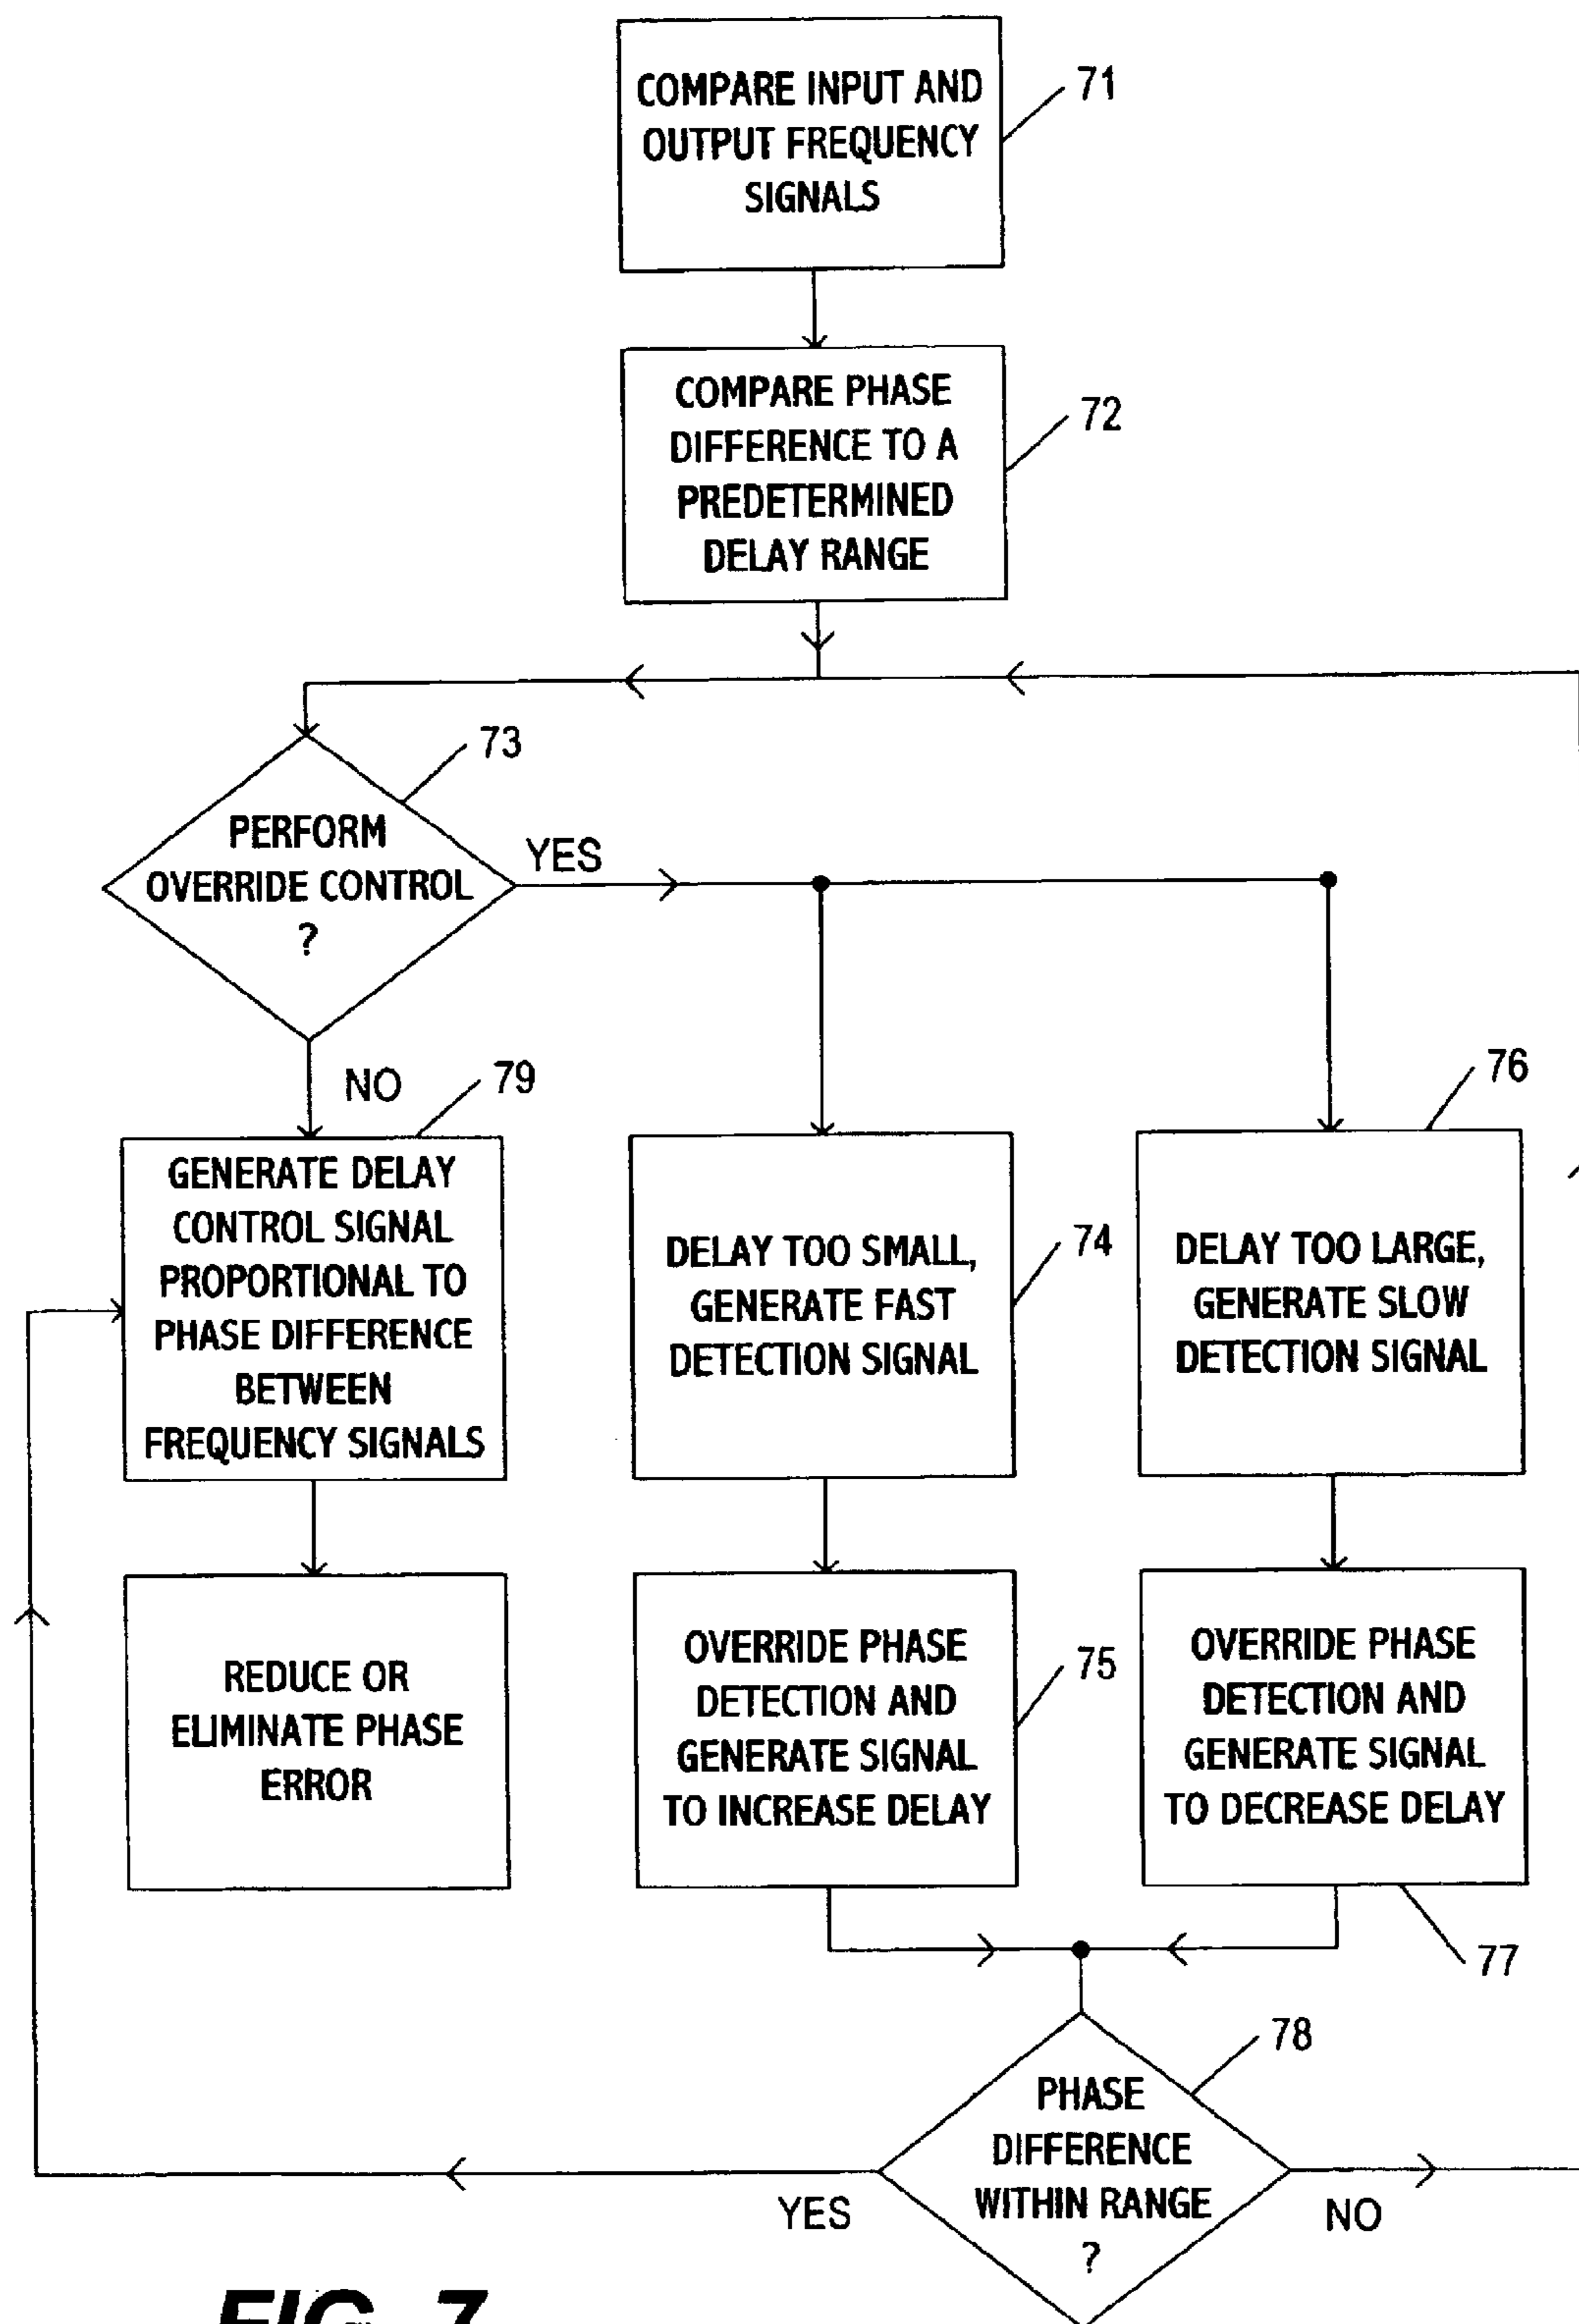 COMPARE INPUT AND
OUTPUT FREQUENCY
SIGNALS
71
COMPARE PHASE
DIFFERENCE TO A
PREDETERMINED
DELAY RANGE
72
73
PERFORM
OVERRIDE CONTROL
?
YES
NO
79
GENERATE DELAY
CONTROL SIGNAL
PROPORTIONAL TO
PHASE DIFFERENCE
BETWEEN
FREQUENCY SIGNALS
DELAY TOO SMALL,
GENERATE FAST
DETECTION SIGNAL
74
76
DELAY TOO LARGE,
GENERATE SLOW
DETECTION SIGNAL
REDUCE OR
ELIMINATE PHASE
ERROR
OVERRIDE PHASE
DETECTION AND
GENERATE SIGNAL
TO INCREASE DELAY
75
OVERRIDE PHASE
DETECTION AND
GENERATE SIGNAL
TO DECREASE DELAY
77
78
PHASE
DIFFERENCE
WITHIN RANGE
?
YES
NO
FIG. 7